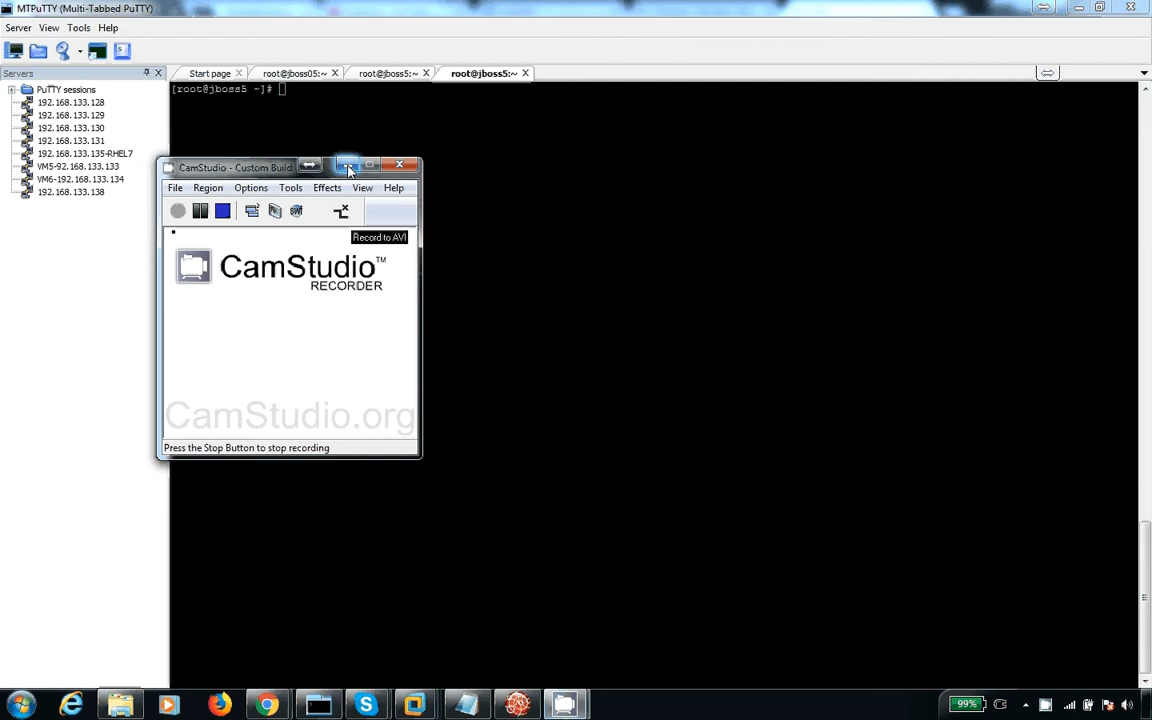 MTPuTTY (Multi-Tabbed PuTTY)
Server View Tools Help
Servers
Start page
root@jboss05:~
root@jboss5:~
root@jboss5:~
PuTTY sessions
192.168.133.128
192.168.133.129
192.168.133.130
192.168.133.131
192.168.133.135-RHEL7
VM5-92.168.133.133
VM6-192.168.133.134
192.168.133.138
[root@jboss5 ~]#
CamStudio - Custom Build
File Region Options Tools Effects View Help
Record to AVI
CamStudio™
RECORDER
CamStudio.org
Press the Stop Button to stop recording
99%